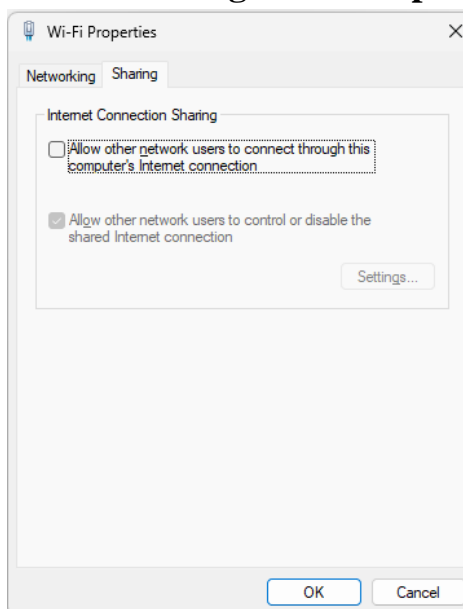 Wi-Fi Properties
Networking
Sharing
Internet Connection Sharing
Allow other network users to connect through this
computer's Internet connection
Allow other network users to control or disable the
shared Internet connection
Settings...
OK
Cancel